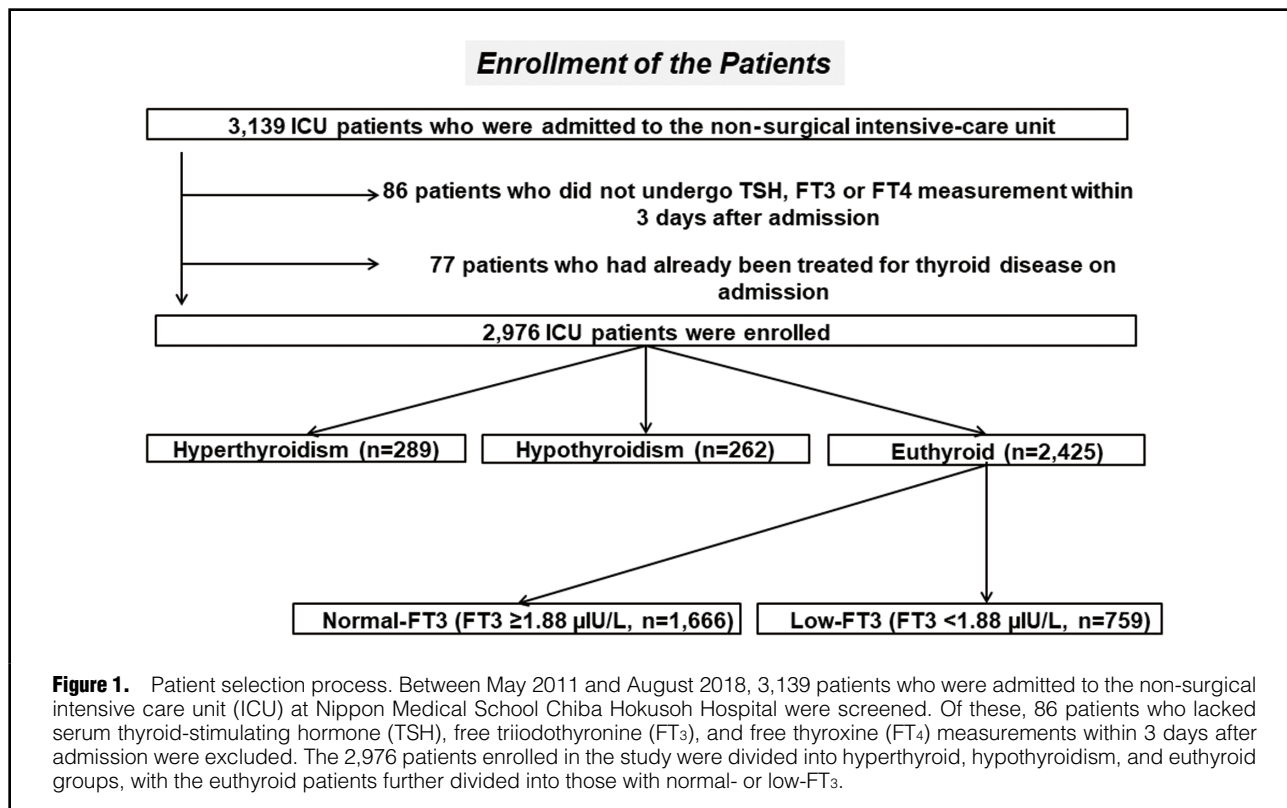 Enrollment of the Patients
3,139 ICU patients who were admitted to the non-surgical intensive-care unit
86 patients who did not undergo TSH, FT3 or FT4 measurement within
3 days after admission
77 patients who had already been treated for thyroid disease on
admission
2,976 ICU patients were enrolled
Hyperthyroidism (n=289) Hypothyroidism (n=262) Euthyroid (n=2,425)
Normal-FT3 (FT3 ≥1.88 µIU/L, n=1,666) Low-FT3 (FT3 <1.88 µIU/L, n=759)
Figure 1. Patient selection process. Between May 2011 and August 2018, 3,139 patients who were admitted to the non-surgical
intensive care unit (ICU) at Nippon Medical School Chiba Hokusoh Hospital were screened. Of these, 86 patients who lacked
serum thyroid-stimulating hormone (TSH), free triiodothyronine (FT₃), and free thyroxine (FT₄) measurements within 3 days after
admission were excluded. The 2,976 patients enrolled in the study were divided into hyperthyroid, hypothyroidism, and euthyroid
groups, with the euthyroid patients further divided into those with normal- or low-FT₃.